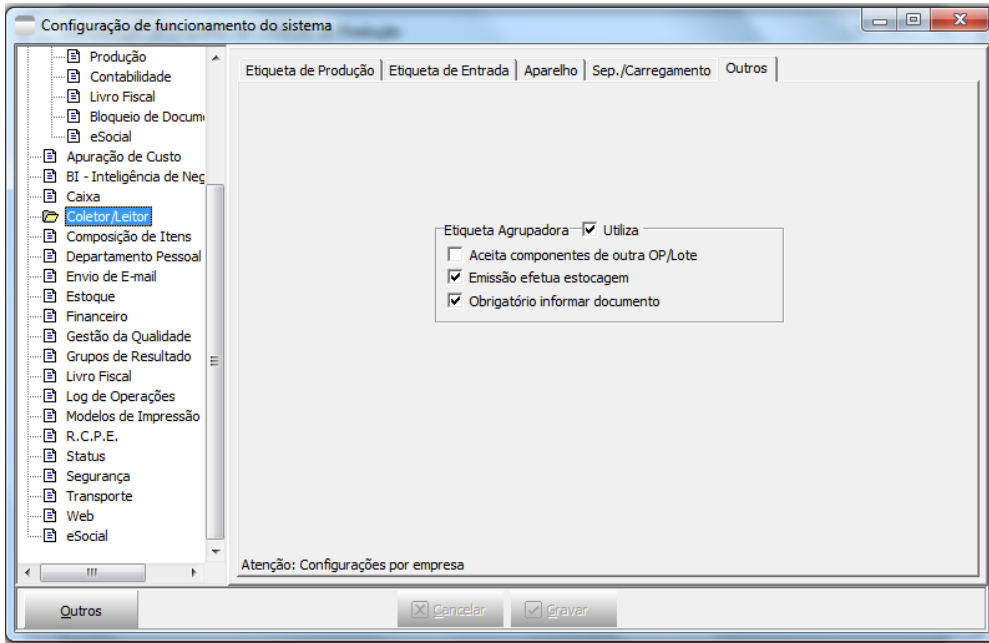 Configuração de funcionamento do sistema
Produção
Contabilidade
Livro Fiscal
Bloqueio de Docum
eSocial
Apuração de Custo
BI - Inteligência de Neg
Caixa
Coletor/Leitor
Composição de Itens
Departamento Pessoal
Envio de E-mail
Estoque
Financeiro
Gestão da Qualidade
Grupos de Resultado
Livro Fiscal
Log de Operações
Modelos de Impressão
R.C.P.E.
Status
Segurança
Transporte
Web
eSocial
Etiqueta de Produção Etiqueta de Entrada Aparelho Sep./Carregamento Outros
Etiqueta Agrupadora Utiliza
Aceita componentes de outra OP/Lote
Emissão efetua estocagem
Obrigatório informar documento
Atenção: Configurações por empresa
Outros Cancelar Gravar